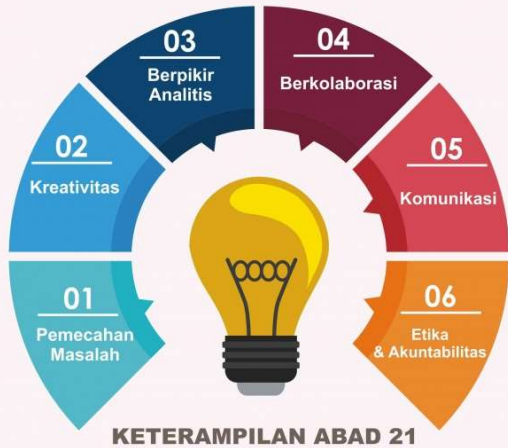 01
Pemecahan
Masalah
02
Kreativitas
03
Berpikir
Analitis
04
Berkolaborasi
05
Komunikasi
06
Etika
& Akuntabilitas
KETERAMPILAN ABAD 21